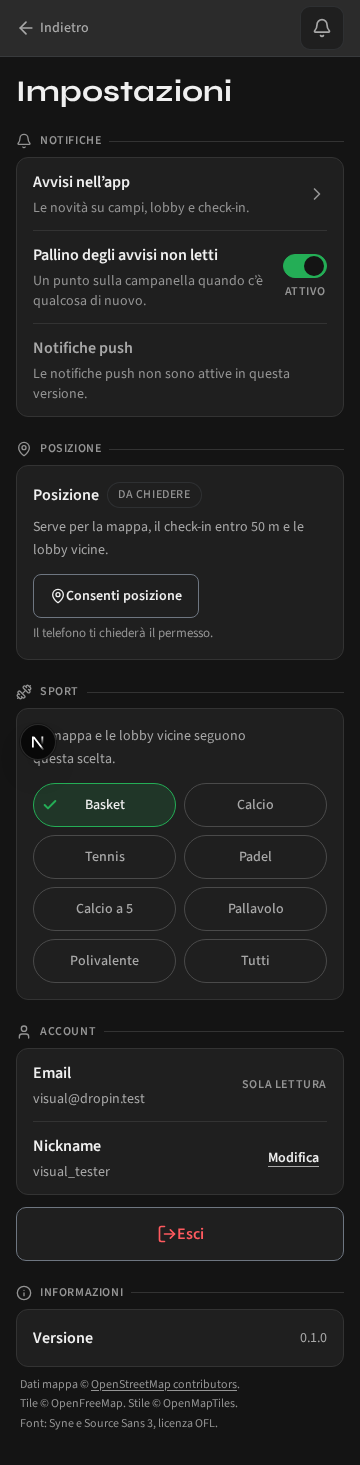 Indietro
Impostazioni
NOTIFICHE
Avvisi nell'app
Le novità su campi, lobby e check-in.
Pallino degli avvisi non letti
Un punto sulla campanella quando c'è
qualcosa di nuovo.
ATTIVO
Notifiche push
Le notifiche push non sono attive in questa
versione.
POSIZIONE
Posizione
DA CHIEDERE
Serve per la mappa, il check-in entro 50 m e le
lobby vicine.
Consenti posizione
Il telefono ti chiederà il permesso.
SPORT
mappa e le lobby vicine seguono
questa scelta.
N
Basket
Calcio
Tennis
Padel
Calcio a 5
Pallavolo
Polivalente
Tutti
ACCOUNT
Email
visual@dropin.test
SOLA LETTURA
Nickname
visual_tester
Modifica
Esci
INFORMAZIONI
Versione
0.1.0
Dati mappa © OpenStreetMap contributors.
Tile © OpenFreeMap. Stile © OpenMapTiles.
Font: Syne e Source Sans 3, licenza OFL.